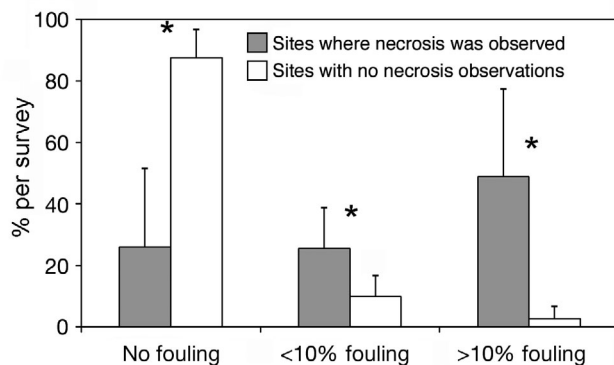 100
80
60
40
20
0
% per survey
Sites where necrosis was observed
Sites with no necrosis observations
*
*
*
No fouling
<10% fouling
>10% fouling